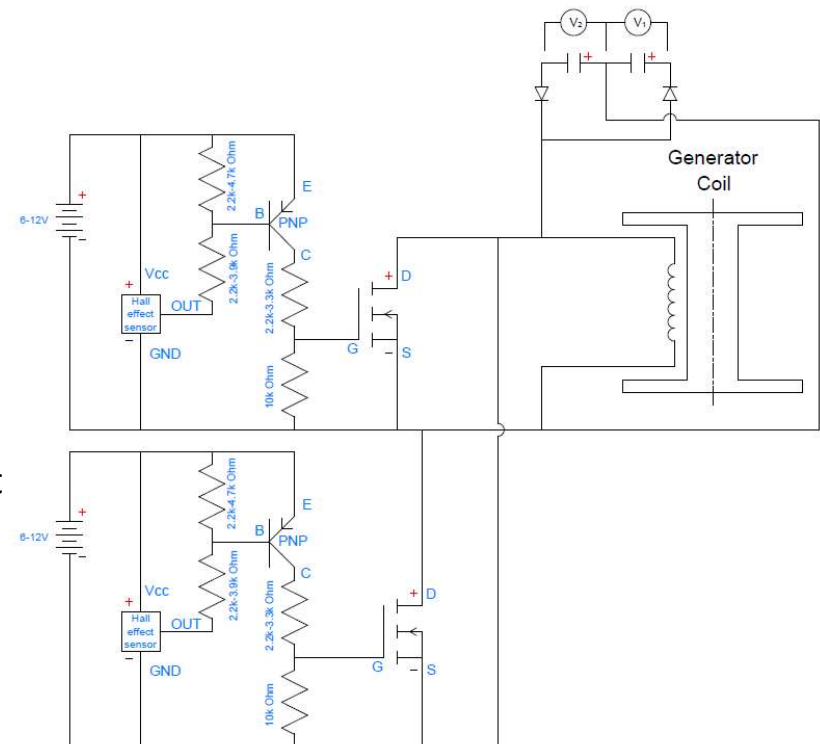 V₂
V₁
Generator
Coil
6-12V
+
-
Vcc
+
Hall
effect
sensor
-
OUT
GND
2.2k-4.7k Ohm
2.2k-3.9k Ohm
B
E
PNP
C
2.2k-3.3k Ohm
10k Ohm
G
+ D
- S
+
+
6-12V
+
-
Vcc
+
Hall
effect
sensor
-
OUT
GND
2.2k-4.7k Ohm
2.2k-3.9k Ohm
B
E
PNP
C
2.2k-3.3k Ohm
10k Ohm
G
+ D
- S